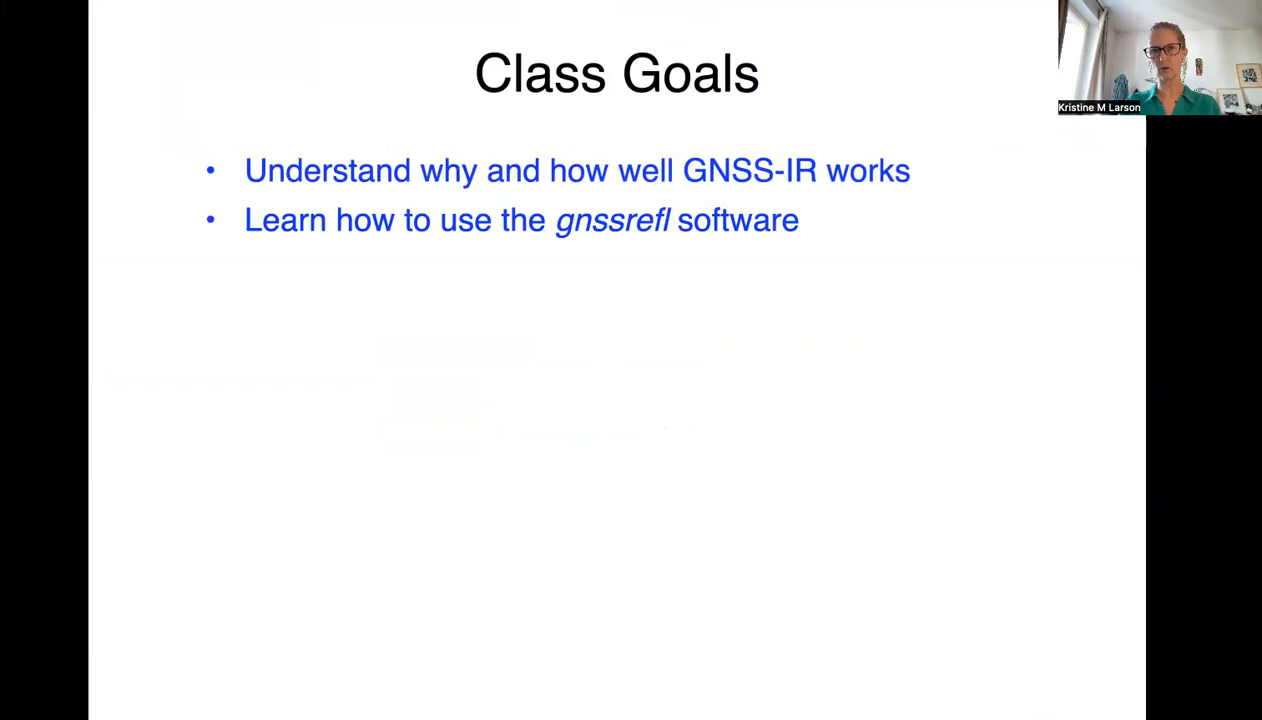 Class Goals
Kristine M Larson
• Understand why and how well GNSS-IR works
• Learn how to use the gnssrefl software